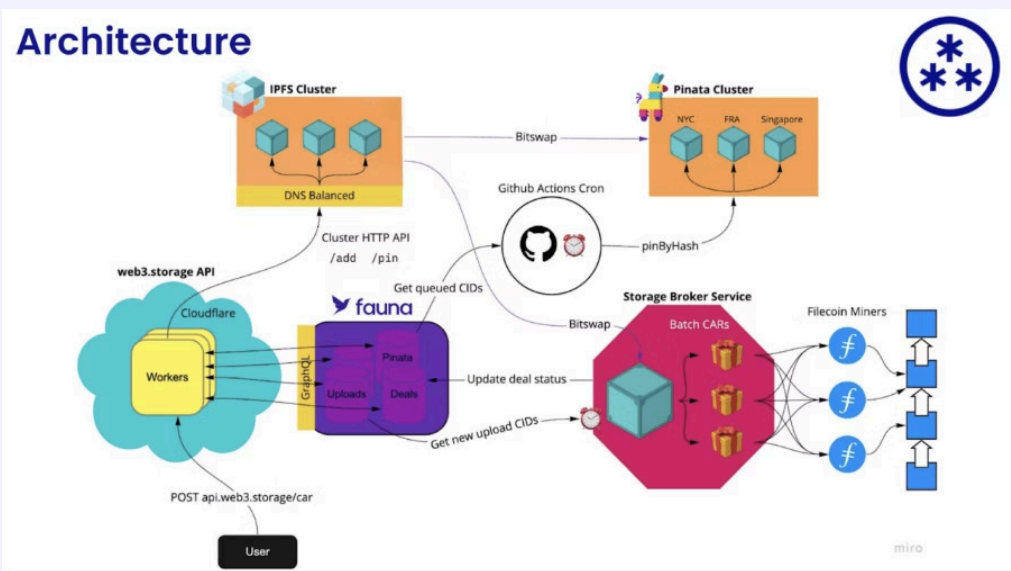 Architecture
IPFS Cluster
DNS Balanced
Bitswap
Pinata Cluster
NYC
FRA
Singapore
Github Actions Cron
pinByHash
Cluster HTTP API
/add /pin
Get queued CIDs
web3.storage API
Cloudflare
Workers
fauna
GraphQL
Pinata
Uploads
Deals
Bitswap
Update deal status
Get new upload CIDs
Storage Broker Service
Batch CARs
Filecoin Miners
POST api.web3.storage/car
User
miro